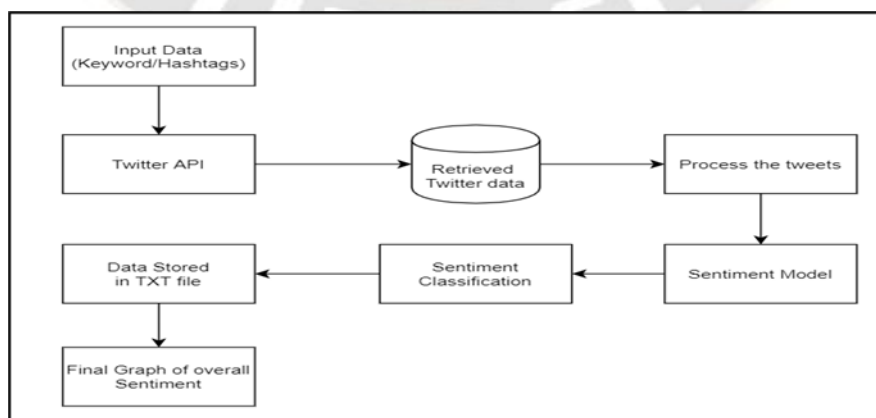 Input Data
(Keyword/Hashtags)
Twitter API
Retrieved
Twitter data
Process the tweets
Sentiment Model
Sentiment
Classification
Data Stored
in TXT file
Final Graph of overall
Sentiment